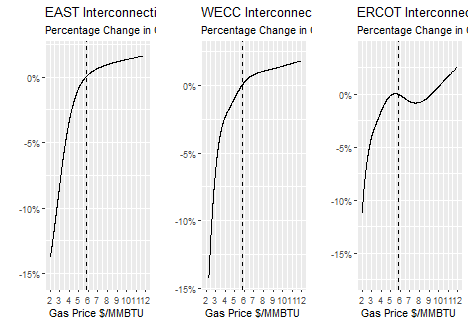 EAST Interconnecti
Percentage Change in
0%
-5%
-10%
-15%
2 3 4 5 6 7 8 9 10 11 12
Gas Price $/MMBTU
WECC Interconnec
Percentage Change in
0%
-5%
-10%
-15%
2 3 4 5 6 7 8 9 10 11 12
Gas Price $/MMBTU
ERCOT Interconnec
Percentage Change in
0%
-5%
-10%
-15%
2 3 4 5 6 7 8 9 10 11 12
Gas Price $/MMBTU